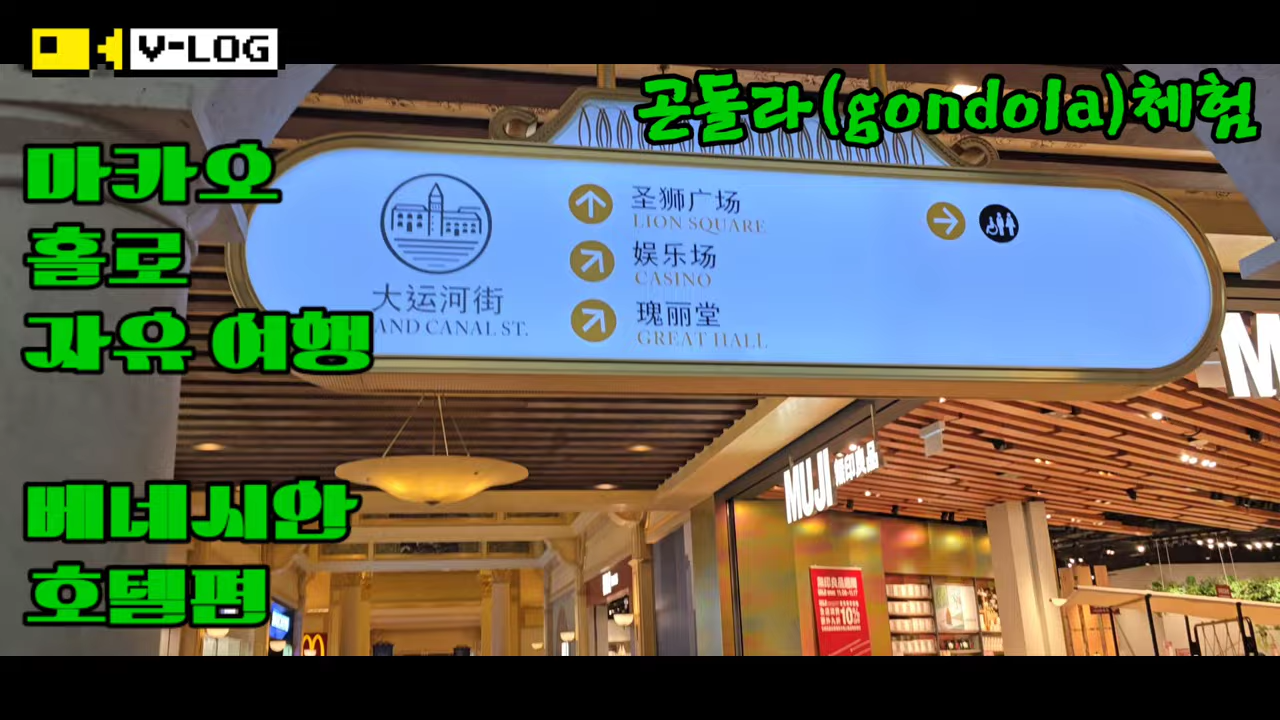 V-LOG
곤돌라(gondola)체험
마카오
홀로
자유 여행
베네시안
호텔편
大运河街
AND CANAL ST.
圣狮广场
LION SQUARE
娱乐场
CASINO
瑰丽堂
GREAT HALL
MUJI 無印良品
M
10%